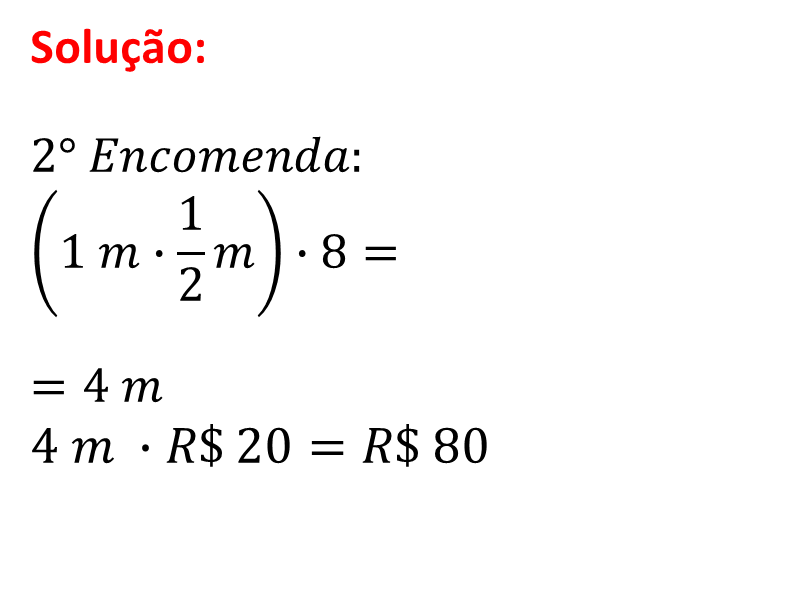 Solução:
2° Encomenda:
(1 m · 1/2 m) · 8 =
= 4 m
4 m · R$ 20 = R$ 80